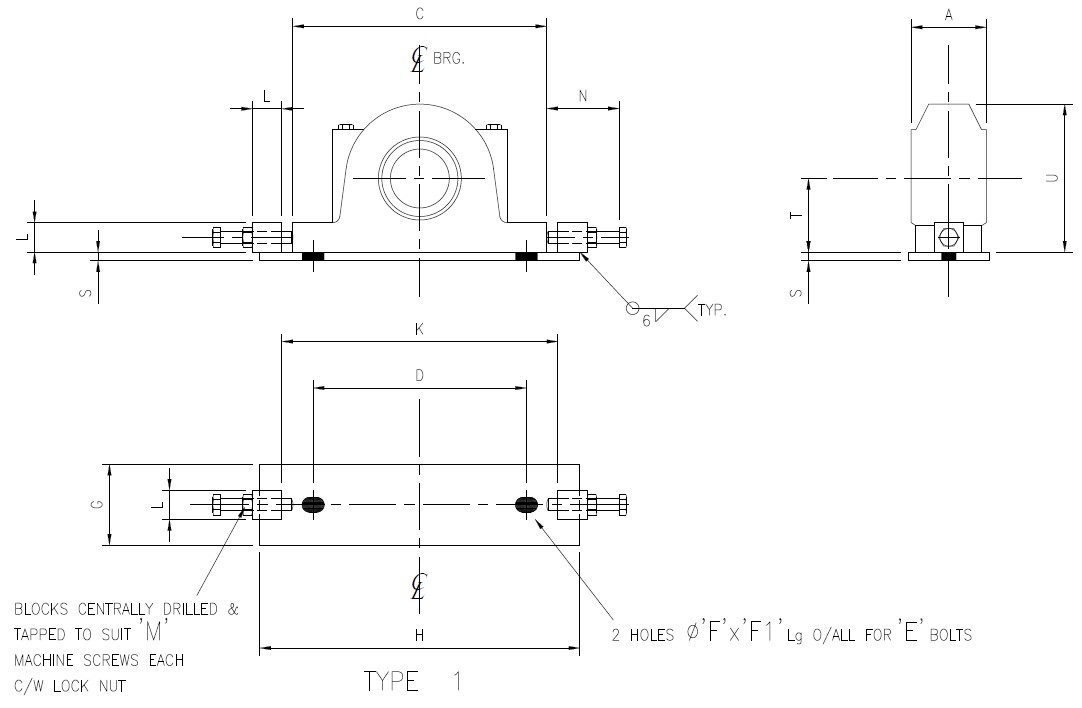 C
A
℄ BRG.
L
N
U
T
L
S
S
6
TYP.
K
D
G
L
℄
BLOCKS CENTRALLY DRILLED &
TAPPED TO SUIT 'M'
MACHINE SCREWS EACH
C/W LOCK NUT
H
2 HOLES Ø'F'x'F1' Lg O/ALL FOR 'E' BOLTS
TYPE 1